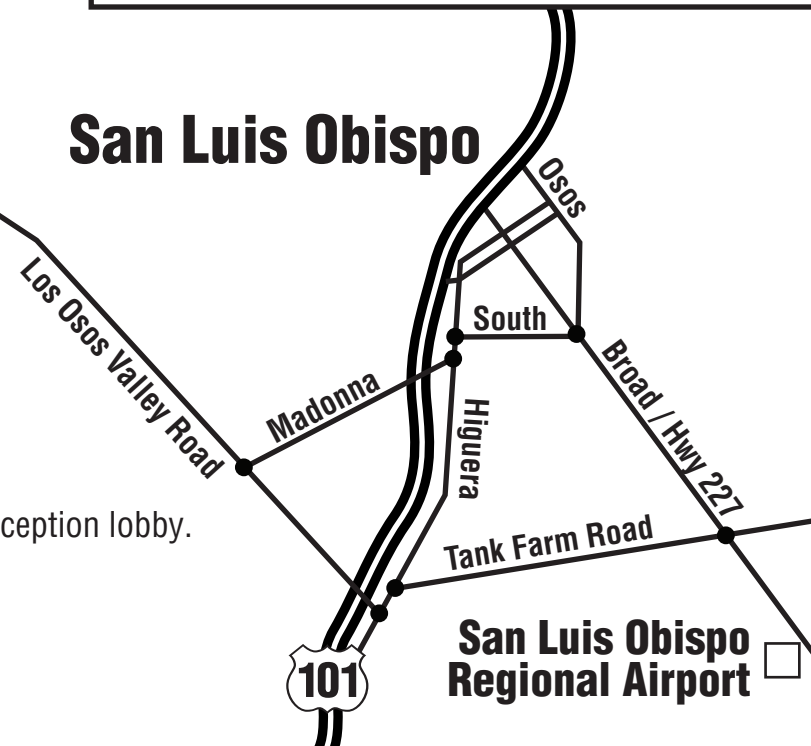 San Luis Obispo
Osos
South
Los Osos Valley Road
Madonna
Broad / Hwy 227
Higuera
ception lobby.
Tank Farm Road
San Luis Obispo
Regional Airport
101